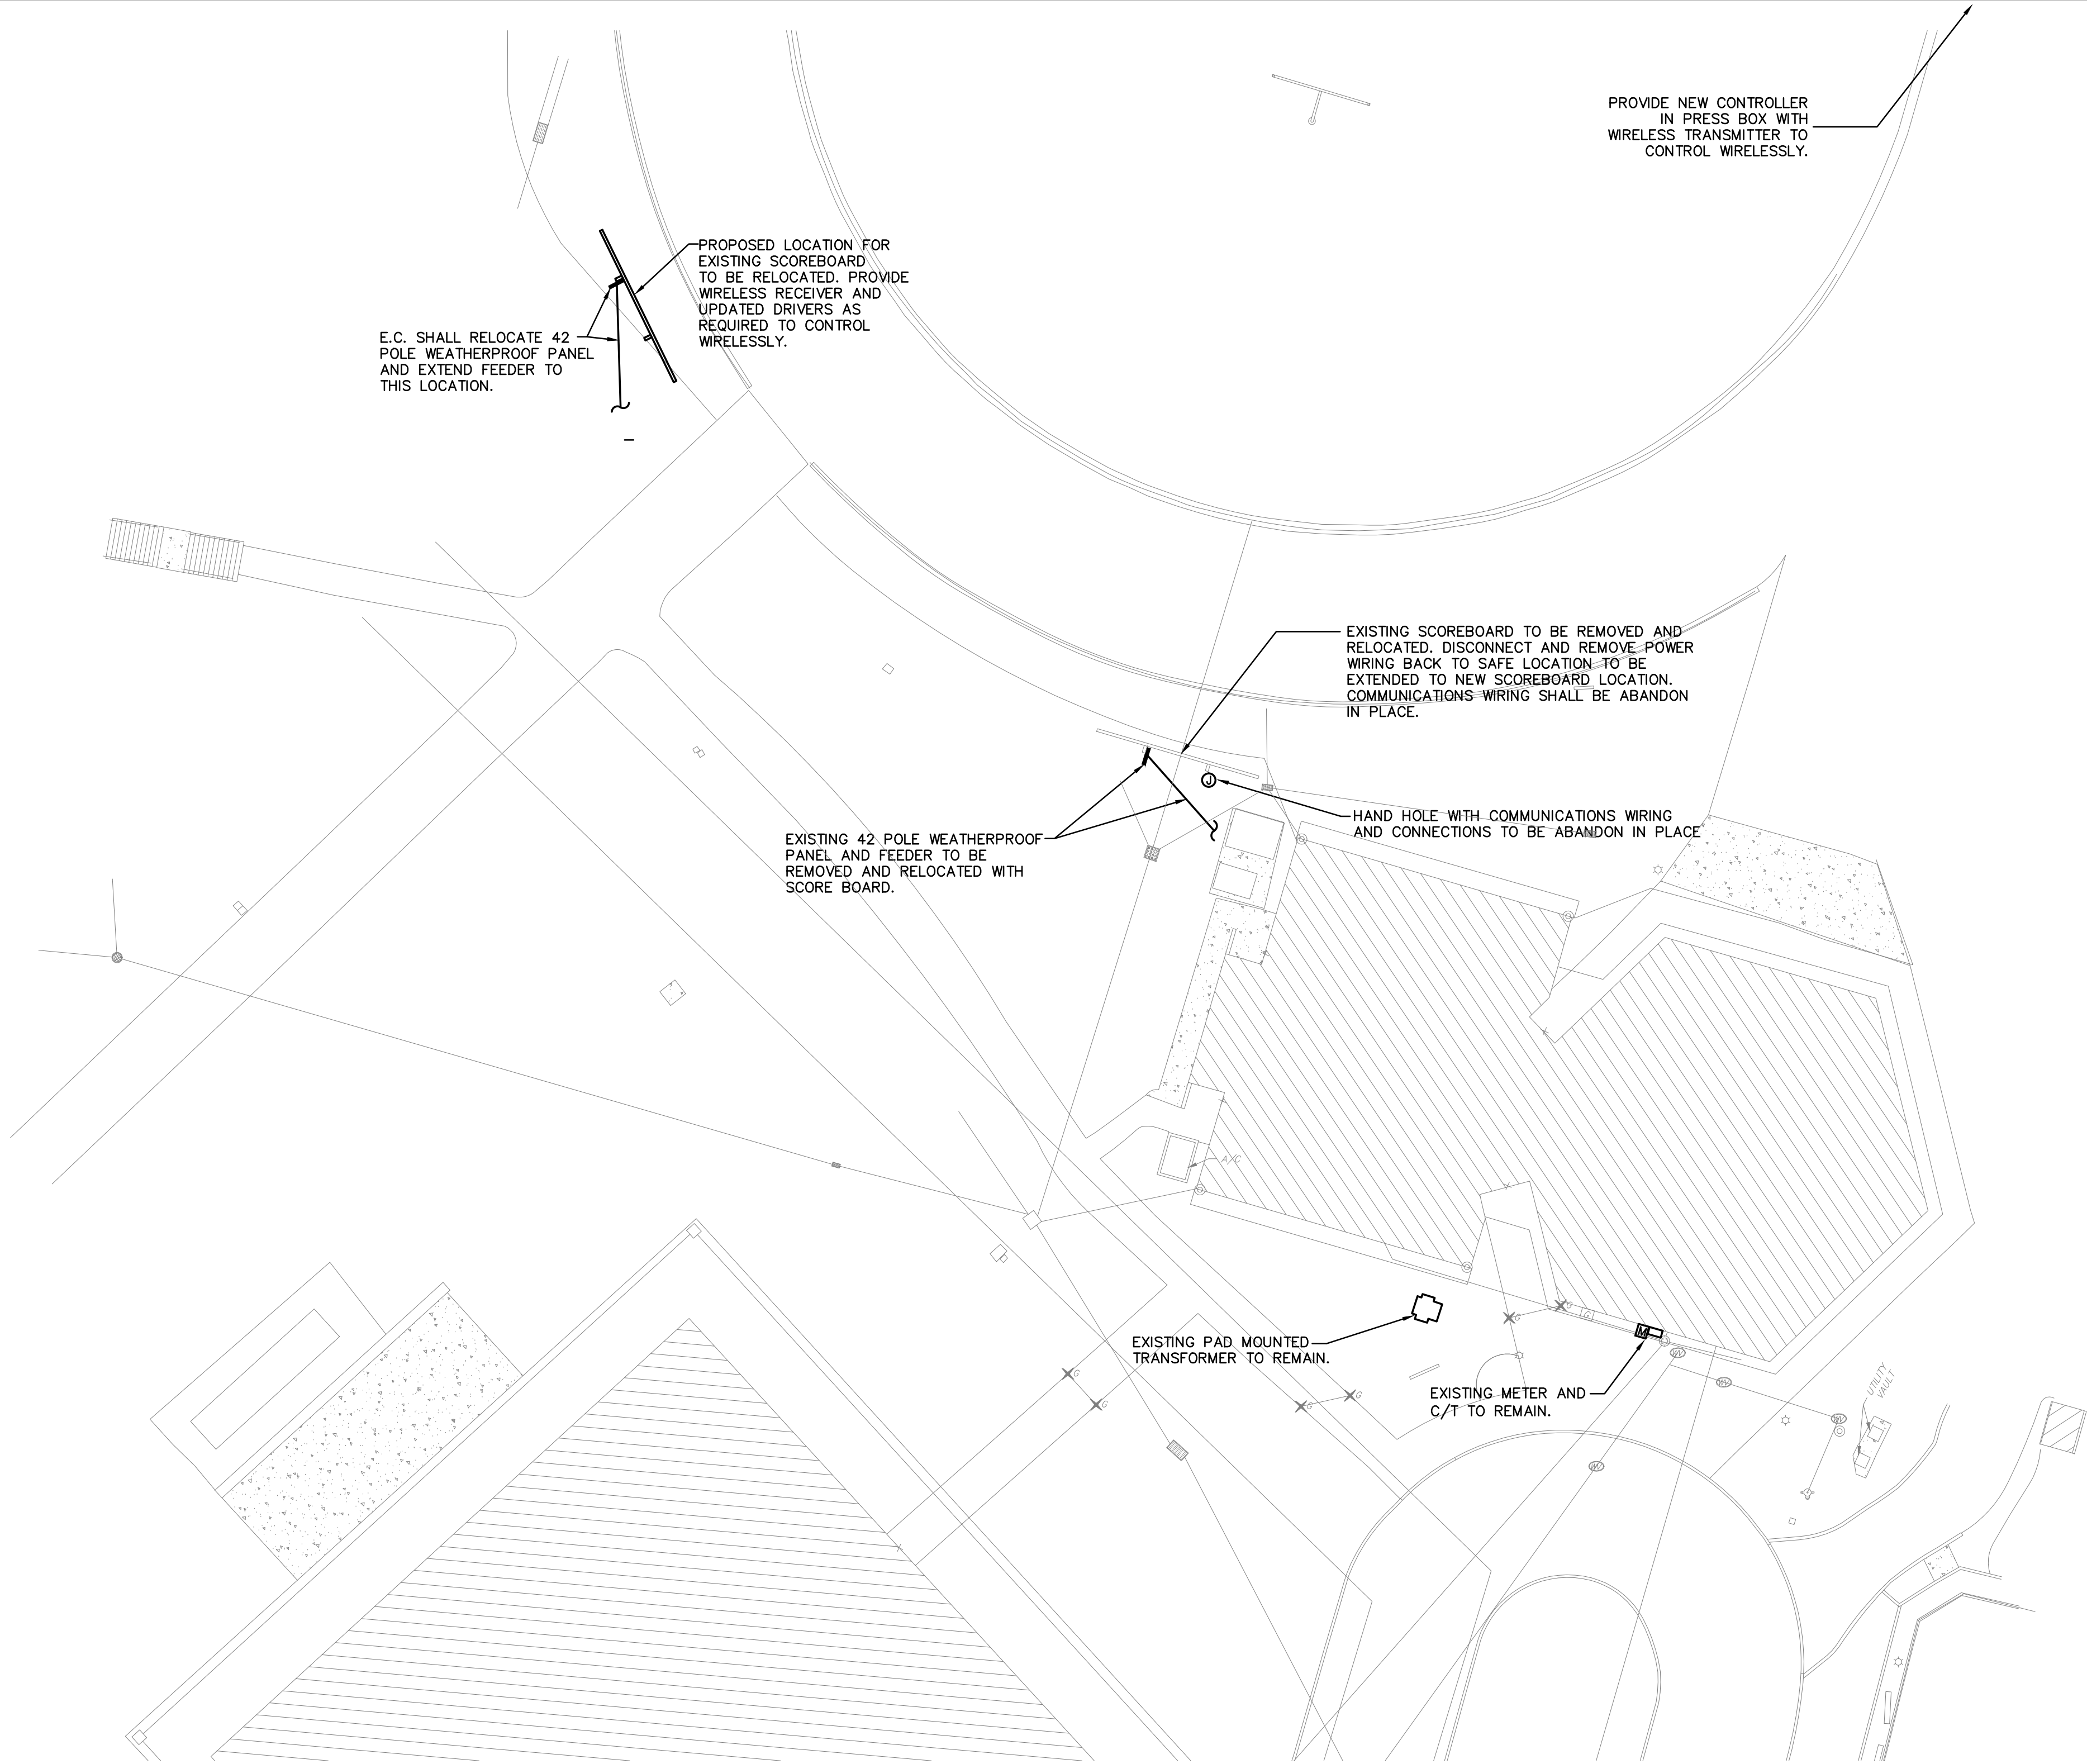 PROVIDE NEW CONTROLLER
IN PRESS BOX WITH
WIRELESS TRANSMITTER TO
CONTROL WIRELESSLY.
PROPOSED LOCATION FOR
EXISTING SCOREBOARD
TO BE RELOCATED. PROVIDE
WIRELESS RECEIVER AND
UPDATED DRIVERS AS
REQUIRED TO CONTROL
WIRELESSLY.
E.C. SHALL RELOCATE 42
POLE WEATHERPROOF PANEL
AND EXTEND FEEDER TO
THIS LOCATION.
EXISTING SCOREBOARD TO BE REMOVED AND
RELOCATED. DISCONNECT AND REMOVE POWER
WIRING BACK TO SAFE LOCATION TO BE
EXTENDED TO NEW SCOREBOARD LOCATION.
COMMUNICATIONS WIRING SHALL BE ABANDON
IN PLACE.
J
HAND HOLE WITH COMMUNICATIONS WIRING
AND CONNECTIONS TO BE ABANDON IN PLACE
EXISTING 42 POLE WEATHERPROOF
PANEL AND FEEDER TO BE
REMOVED AND RELOCATED WITH
SCORE BOARD.
A/C
EXISTING PAD MOUNTED
TRANSFORMER TO REMAIN.
G
G
G
M
W
EXISTING METER AND
C/T TO REMAIN.
W
W
W
G
G
G
UTILITY
VAULT